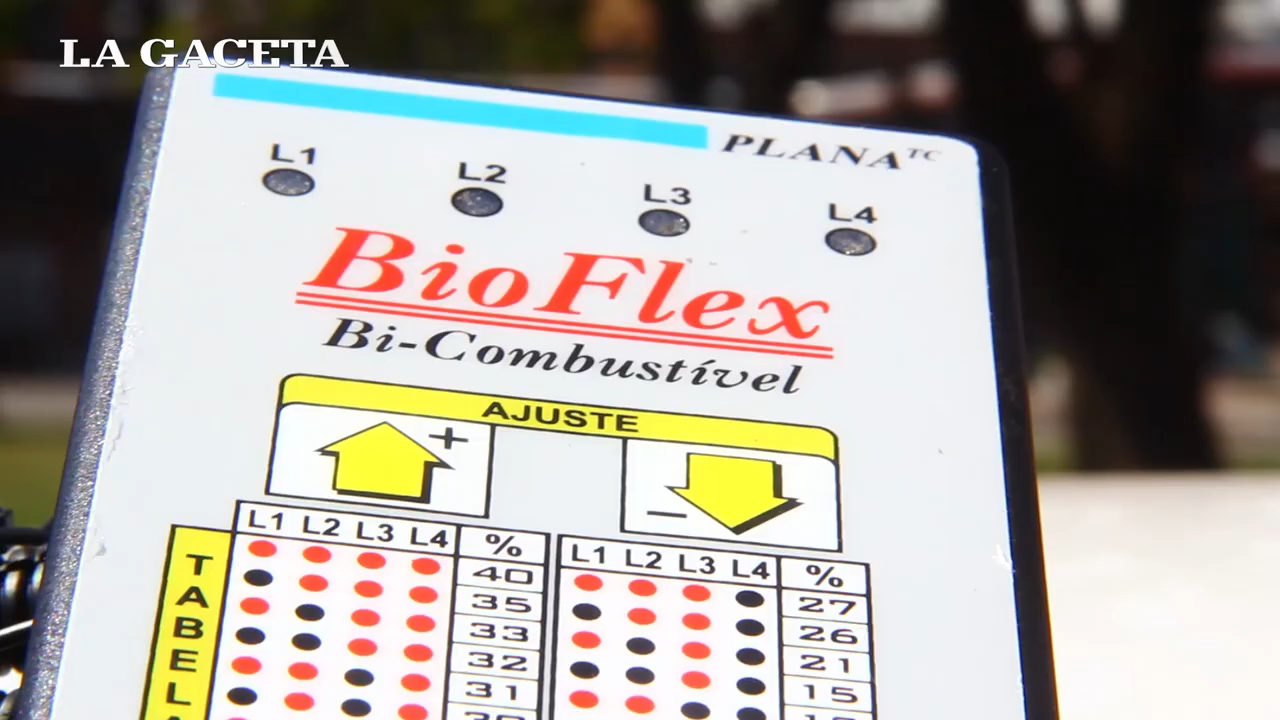 LA GACETA
PLANA TC
L1 L2 L3 L4
BioFlex
Bi-Combustível
AJUSTE
+ −
TABELA
L1 L2 L3 L4 % L1 L2 L3 L4 %
40 27
35 26
33 21
32 15
31